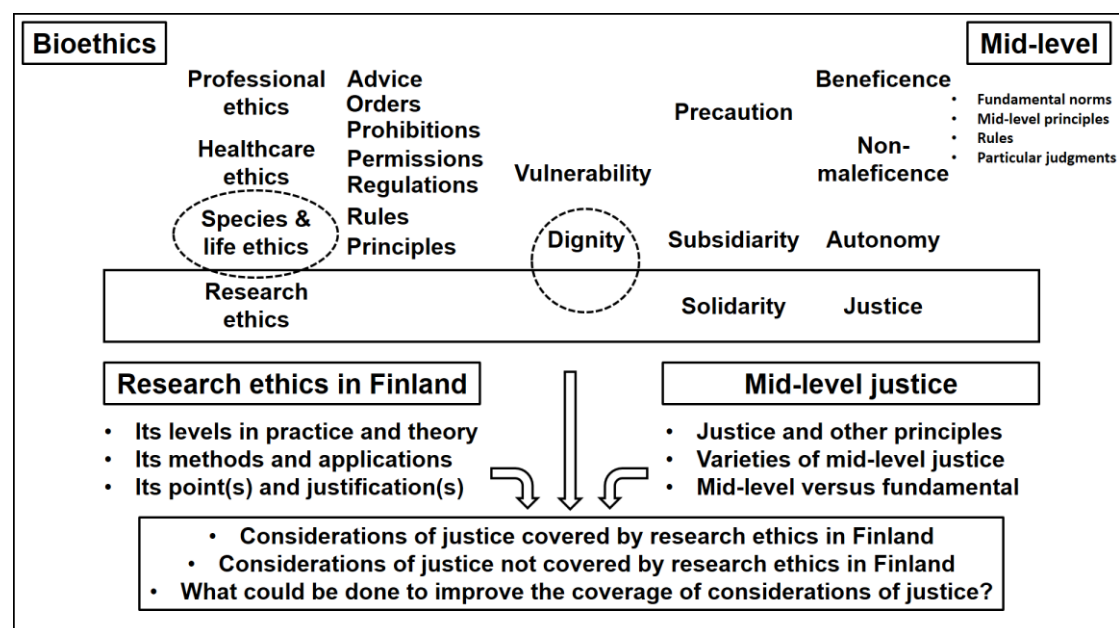 Bioethics
Mid-level
Professional
ethics
Healthcare
ethics
Species &
life ethics
Research
ethics
Advice
Orders
Prohibitions
Permissions
Regulations
Rules
Principles
Vulnerability
Dignity
Precaution
Subsidiarity
Solidarity
Beneficence
Non-
maleficence
Autonomy
Justice
• Fundamental norms
• Mid-level principles
• Rules
• Particular judgments
Research ethics in Finland
• Its levels in practice and theory
• Its methods and applications
• Its point(s) and justification(s)
Mid-level justice
• Justice and other principles
• Varieties of mid-level justice
• Mid-level versus fundamental
• Considerations of justice covered by research ethics in Finland
• Considerations of justice not covered by research ethics in Finland
• What could be done to improve the coverage of considerations of justice?